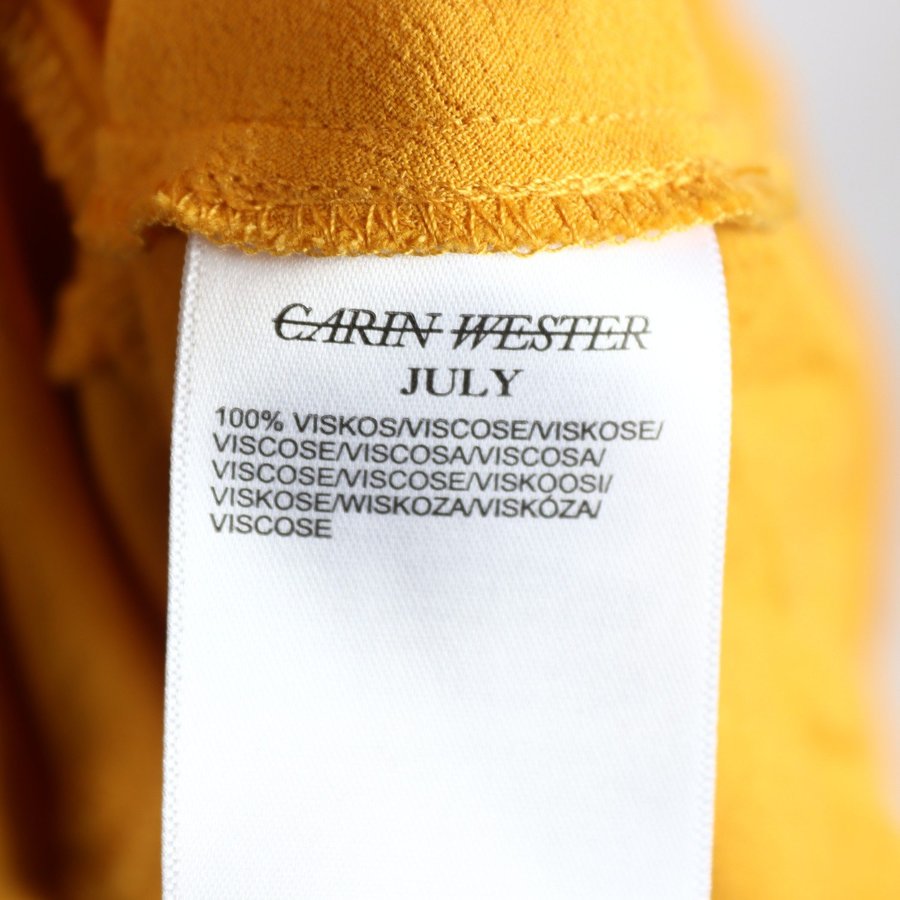 CARIN WESTER
JULY
100% VISKOS/VISCOSE/VISKOSE/
VISCOSE/VISCOSA/VISCOSA/
VISCOSE/VISCOSE/VISKOOSI/
VISKOSE/WISKOZA/VISKÓZA/
VISCOSE